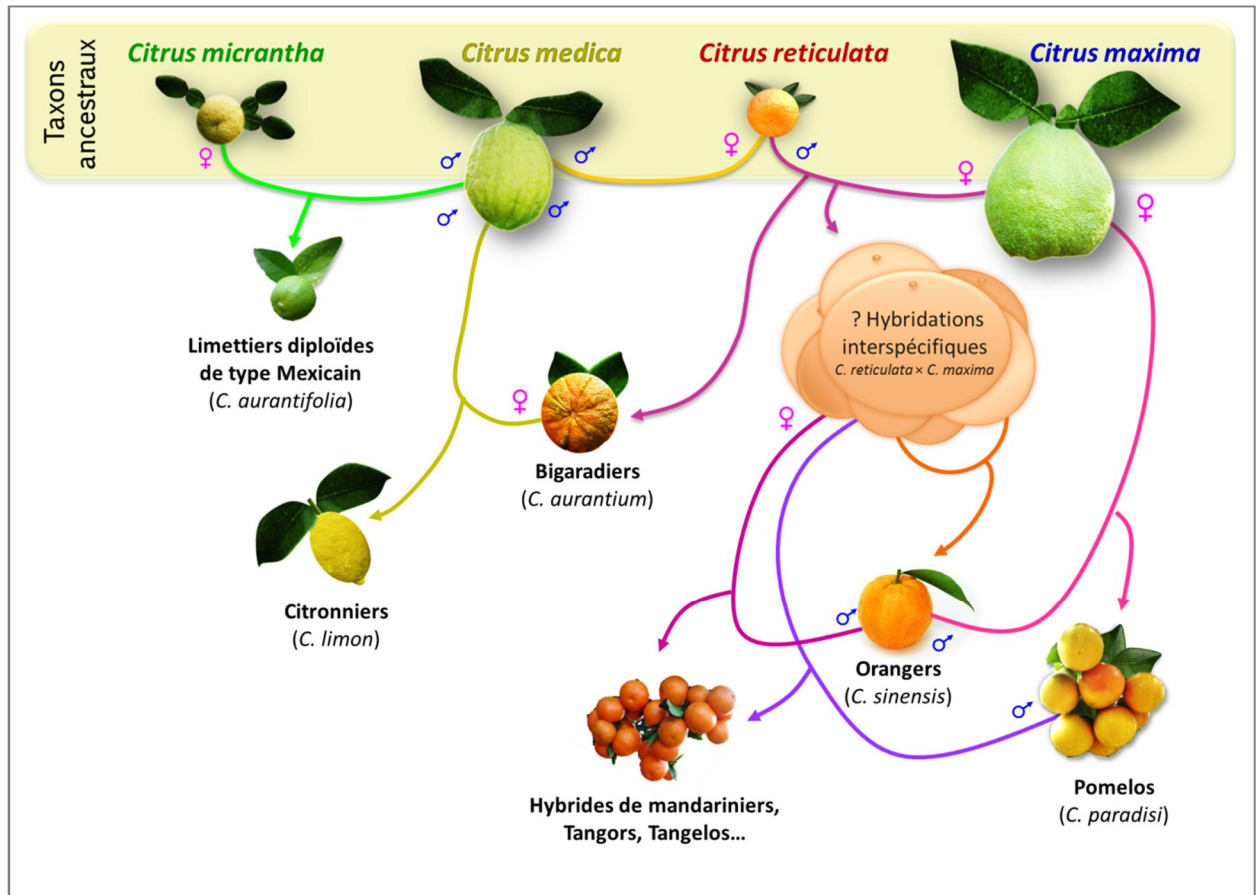 Taxons
ancestraux
Citrus micrantha
Citrus medica
Citrus reticulata
Citrus maxima
♀
♂
♂
♀
♂
♀
♀
♂
♂
Limettiers diploïdes
de type Mexicain
(C. aurantifolia)
? Hybridations
interspécifiques
C. reticulata × C. maxima
♀
♀
Bigaradiers
(C. aurantium)
Citronniers
(C. limon)
♂
♂
Orangers
(C. sinensis)
♂
Pomelos
(C. paradisi)
Hybrides de mandariniers,
Tangors, Tangelos…